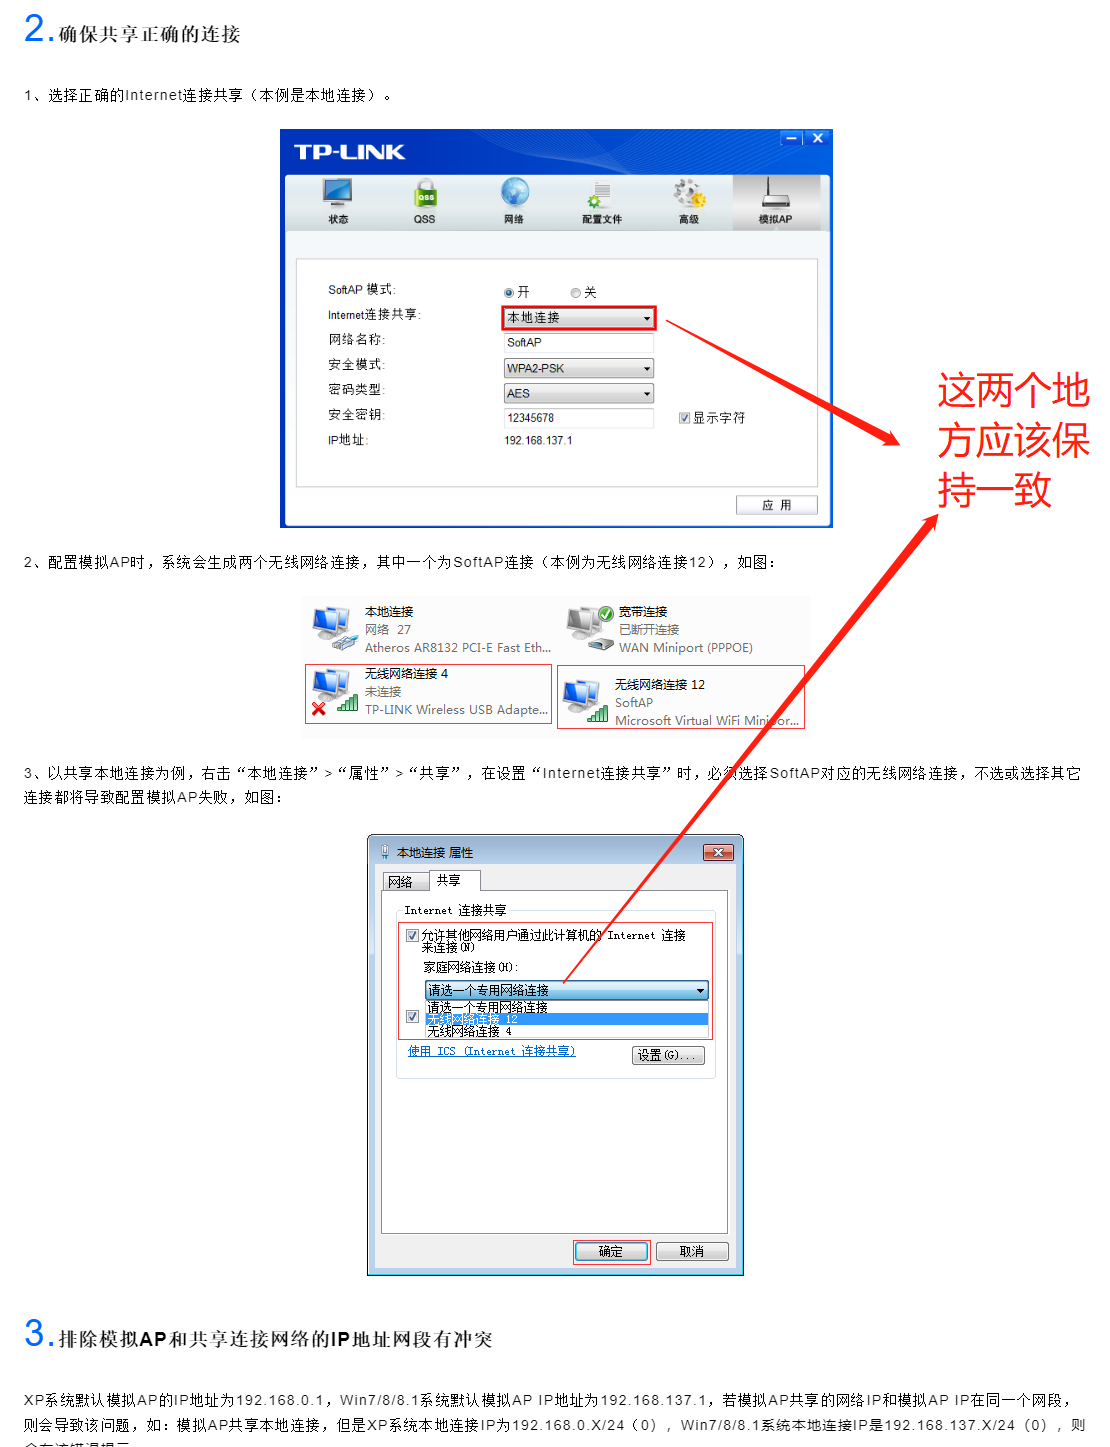 2.确保共享正确的连接
1、选择正确的Internet连接共享（本例是本地连接）。
TP-LINK
状态 QSS 网络 配置文件 高级 模拟AP
SoftAP 模式: 开 关
Internet连接共享: 本地连接
网络名称: SoftAP
安全模式: WPA2-PSK
密码类型: AES
安全密钥: 12345678 显示字符
IP地址: 192.168.137.1
应 用
这两个地
方应该保
持一致
2、配置模拟AP时，系统会生成两个无线网络连接，其中一个为SoftAP连接（本例为无线网络连接12），如图：
本地连接
网络 27
Atheros AR8132 PCI-E Fast Eth...
宽带连接
已断开连接
WAN Miniport (PPPOE)
无线网络连接 4
未连接
TP-LINK Wireless USB Adapte...
无线网络连接 12
SoftAP
Microsoft Virtual WiFi Minipor...
3、以共享本地连接为例，右击“本地连接”>“属性”>“共享”，在设置“Internet连接共享”时，必须选择SoftAP对应的无线网络连接，不选或选择其它
连接都将导致配置模拟AP失败，如图：
本地连接 属性
网络 共享
Internet 连接共享
允许其他网络用户通过此计算机的 Internet 连接
来连接(N)
家庭网络连接(H):
请选一个专用网络连接
请选一个专用网络连接
无线网络连接 12
无线网络连接 4
使用 ICS (Internet 连接共享)
设置(G)...
确定 取消
3.排除模拟AP和共享连接网络的IP地址网段有冲突
XP系统默认模拟AP的IP地址为192.168.0.1，Win7/8/8.1系统默认模拟AP IP地址为192.168.137.1，若模拟AP共享的网络IP和模拟AP IP在同一个网段，
则会导致该问题，如：模拟AP共享本地连接，但是XP系统本地连接IP为192.168.0.X/24（0），Win7/8/8.1系统本地连接IP是192.168.137.X/24（0），则